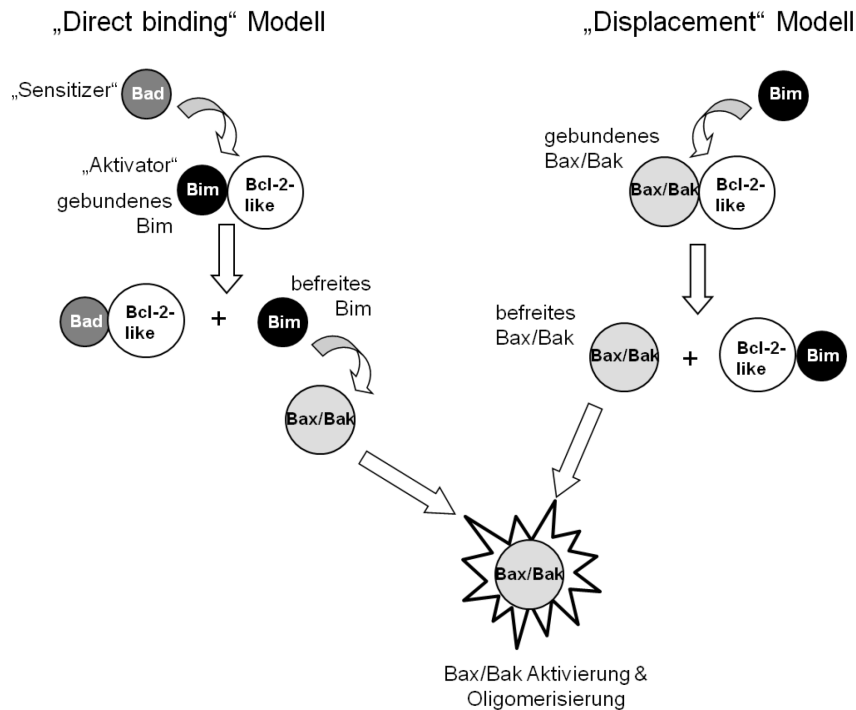 „Direct binding“ Modell
„Sensitizer“
Bad
„Aktivator“
gebundenes
Bim
Bim
Bcl-2-
like
Bad
Bcl-2-
like
+
befreites
Bim
Bim
Bax/Bak
„Displacement“ Modell
Bim
gebundenes
Bax/Bak
Bax/Bak
Bcl-2-
like
befreites
Bax/Bak
Bax/Bak
+
Bcl-2-
like
Bim
Bax/Bak
Bax/Bak Aktivierung &
Oligomerisierung